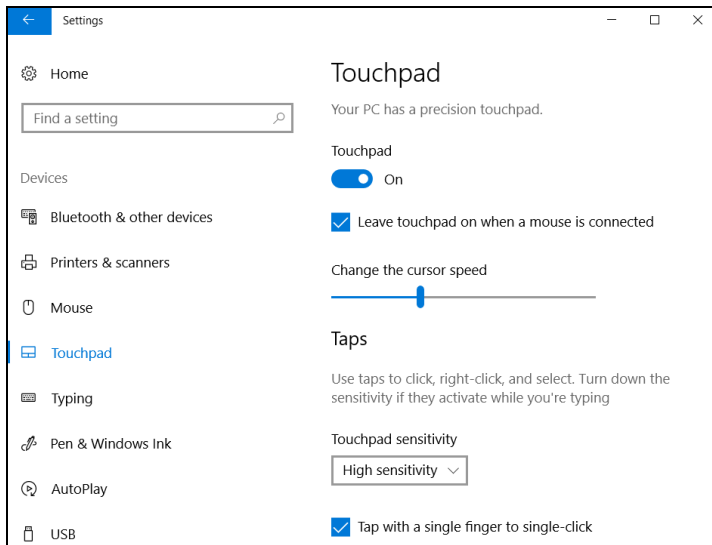 Settings
Home
Find a setting
Devices
Bluetooth & other devices
Printers & scanners
Mouse
Touchpad
Typing
Pen & Windows Ink
AutoPlay
USB
Touchpad
Your PC has a precision touchpad.
Touchpad
On
Leave touchpad on when a mouse is connected
Change the cursor speed
Taps
Use taps to click, right-click, and select. Turn down the
sensitivity if they activate while you're typing
Touchpad sensitivity
High sensitivity
Tap with a single finger to single-click